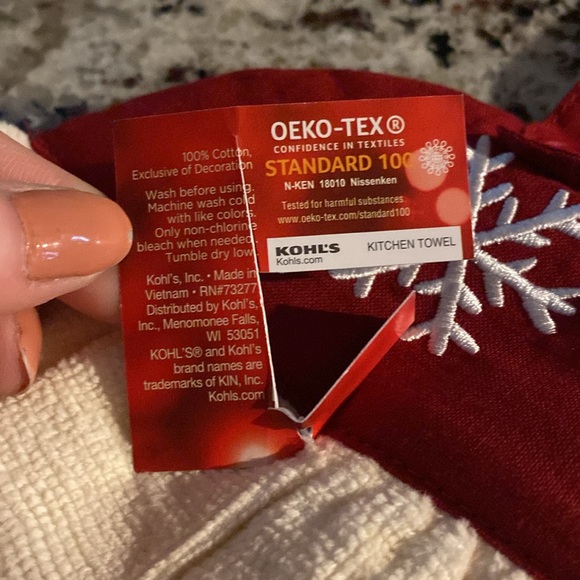 100% Cotton,
Exclusive of Decoration
Wash before using.
Machine wash cold
with like colors.
Only non-chlorine
bleach when needed.
Tumble dry low.
Kohl's, Inc. • Made in
Vietnam • RN#73277
Distributed by Kohl's,
Inc., Menomonee Falls,
WI 53051
KOHL'S® and Kohl's
brand names are
trademarks of KIN, Inc.
Kohls.com
OEKO-TEX®
CONFIDENCE IN TEXTILES
STANDARD 100
N-KEN 18010 Nissenken
Tested for harmful substances
www.oeko-tex.com/standard100
KOHL'S KITCHEN TOWEL
Kohls.com